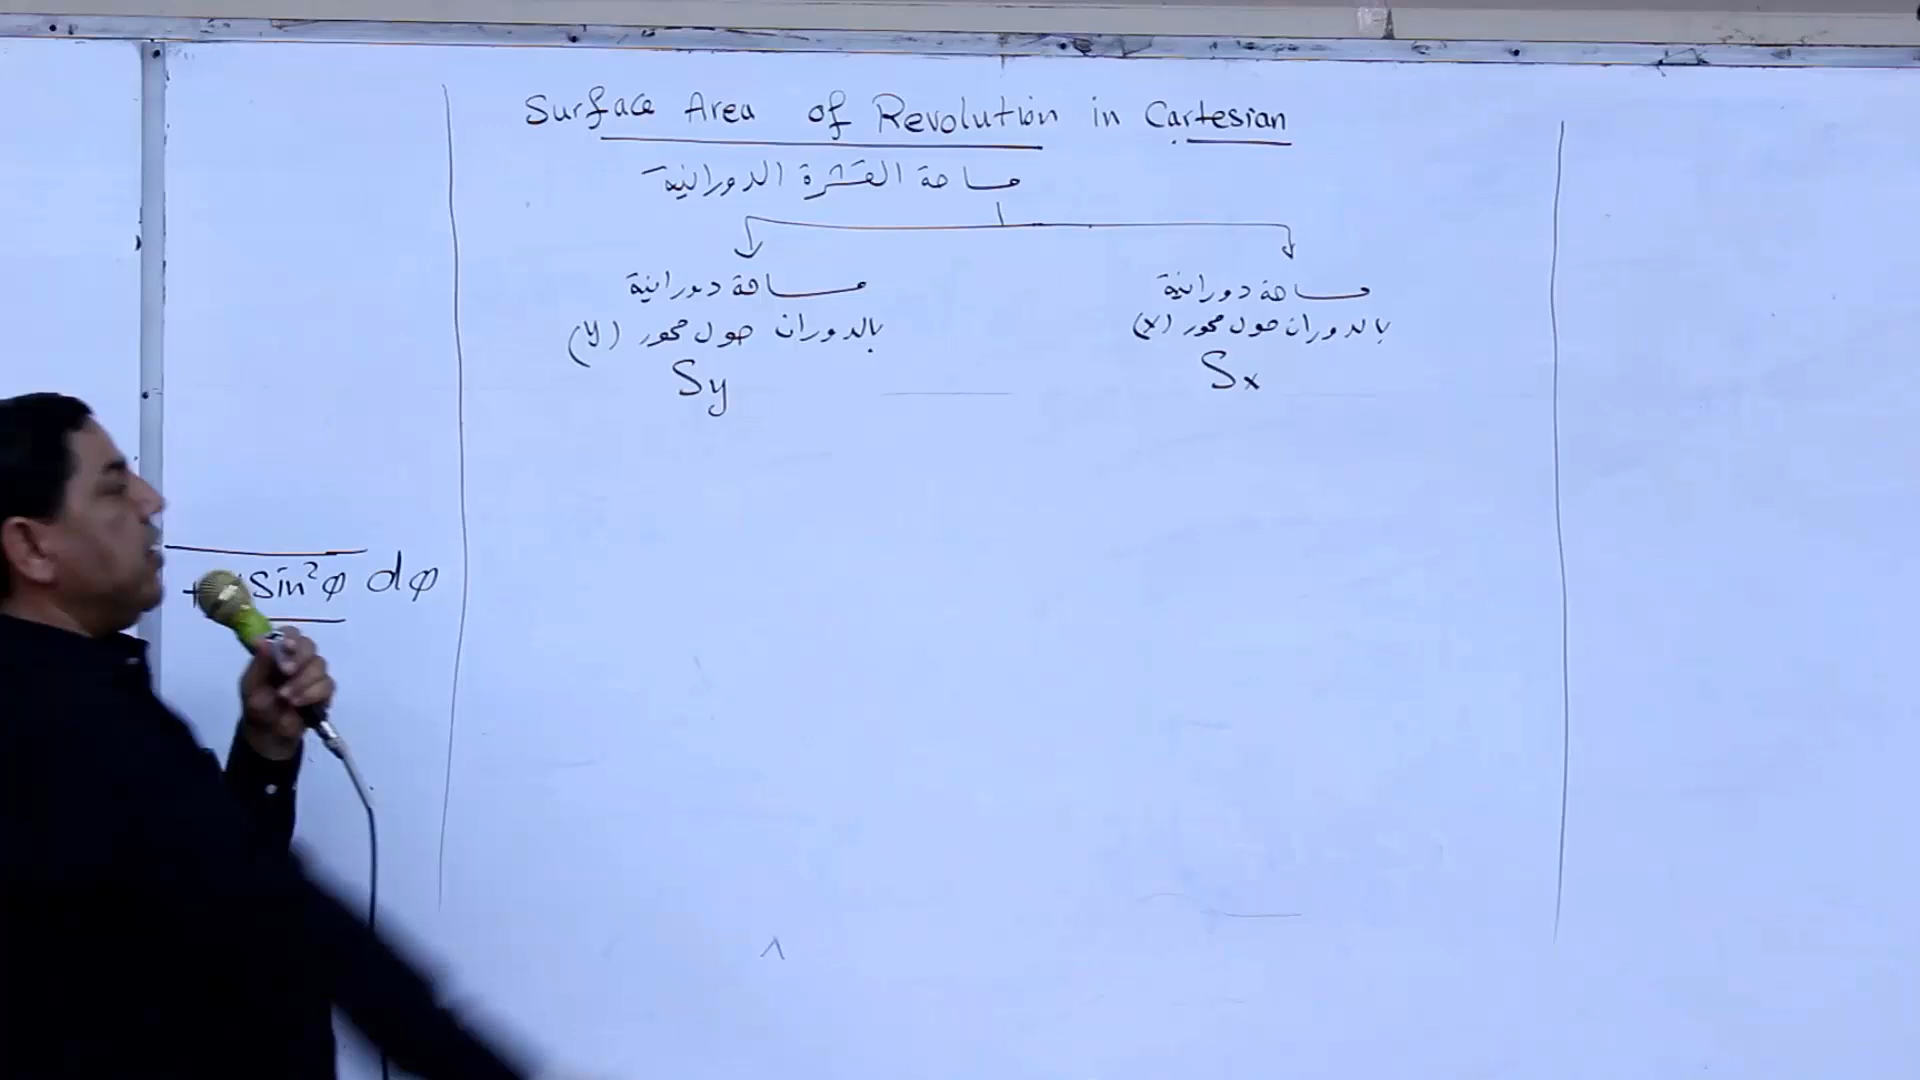 Surface Area of Revolution in Cartesian
مساحة القشرة الدورانية
مساحة دورانية
بالدوران حول محور (x)
Sx
مساحة دورانية
بالدوران حول محور (y)
Sy
sin²φ dφ